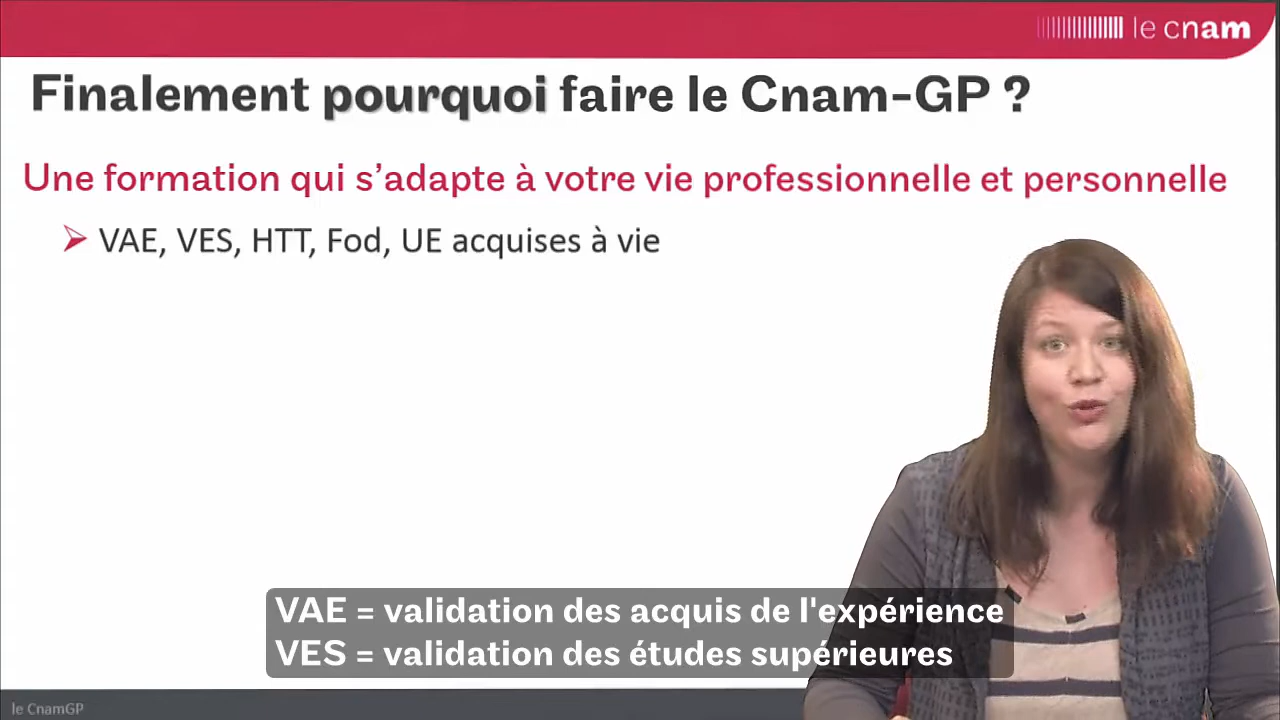 le cnam
Finalement pourquoi faire le Cnam-GP ?
Une formation qui s’adapte à votre vie professionnelle et personnelle
VAE, VES, HTT, Fod, UE acquises à vie
VAE = validation des acquis de l'expérience
VES = validation des études supérieures
le CnamGP